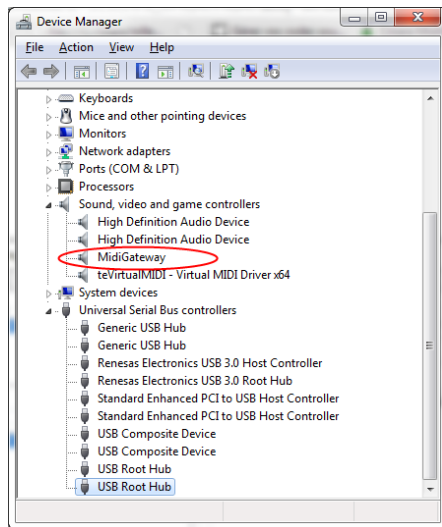 Device Manager
File Action View Help
Keyboards
Mice and other pointing devices
Monitors
Network adapters
Ports (COM & LPT)
Processors
Sound, video and game controllers
High Definition Audio Device
High Definition Audio Device
MidiGateway
teVirtualMIDI - Virtual MIDI Driver x64
System devices
Universal Serial Bus controllers
Generic USB Hub
Generic USB Hub
Renesas Electronics USB 3.0 Host Controller
Renesas Electronics USB 3.0 Root Hub
Standard Enhanced PCI to USB Host Controller
Standard Enhanced PCI to USB Host Controller
USB Composite Device
USB Composite Device
USB Root Hub
USB Root Hub